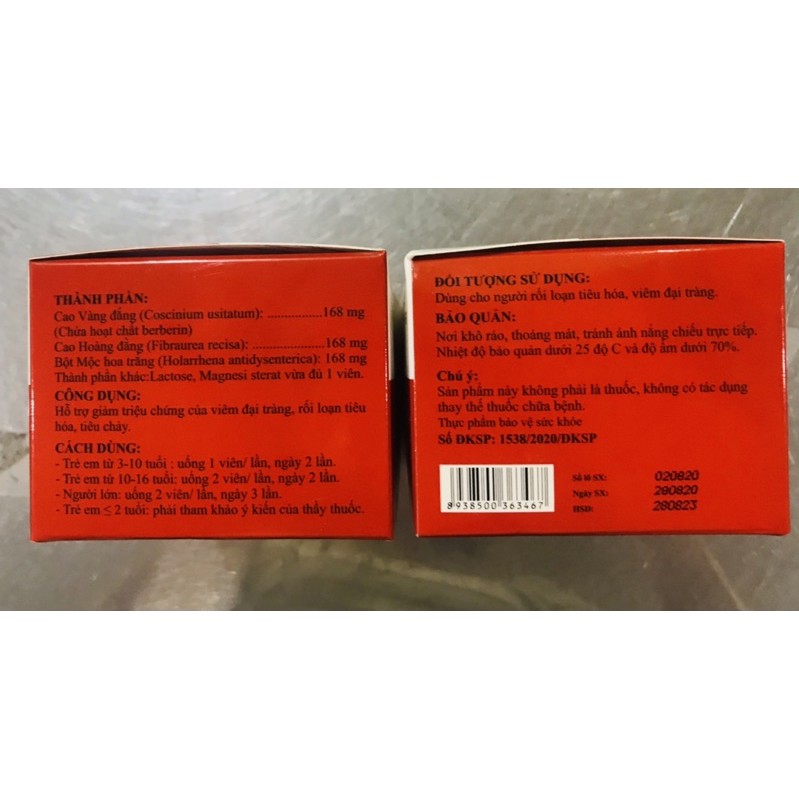 THÀNH PHẦN:
Cao Vàng đắng (Coscinium usitatum): ..................168 mg
(Chứa hoạt chất berberin)
Cao Hoàng đằng (Fibraurea recisa): ......................168 mg
Bột Mộc hoa trắng (Holarrhena antidysenterica): 168 mg
Thành phần khác:Lactose, Magnesi sterat vừa đủ 1 viên.
CÔNG DỤNG:
Hỗ trợ giảm triệu chứng của viêm đại tràng, rối loạn tiêu
hóa, tiêu chảy.
CÁCH DÙNG:
- Trẻ em từ 3-10 tuổi : uống 1 viên/ lần, ngày 2 lần.
- Trẻ em từ 10-16 tuổi: uống 2 viên/ lần, ngày 2 lần.
- Người lớn: uống 2 viên/ lần, ngày 3 lần.
- Trẻ em ≤ 2 tuổi: phải tham khảo ý kiến của thầy thuốc.
ĐỐI TƯỢNG SỬ DỤNG:
Dùng cho người rối loạn tiêu hóa, viêm đại tràng.
BẢO QUẢN:
Nơi khô ráo, thoáng mát, tránh ánh nắng chiếu trực tiếp.
Nhiệt độ bảo quản dưới 25 độ C và độ ẩm dưới 70%.
Chú ý:
Sản phẩm này không phải là thuốc, không có tác dụng
thay thế thuốc chữa bệnh.
Thực phẩm bảo vệ sức khỏe
Số ĐKSP: 1538/2020/ĐKSP
Số lô SX: 020820
Ngày SX: 280820
HSD: 280823
8 938500 363467